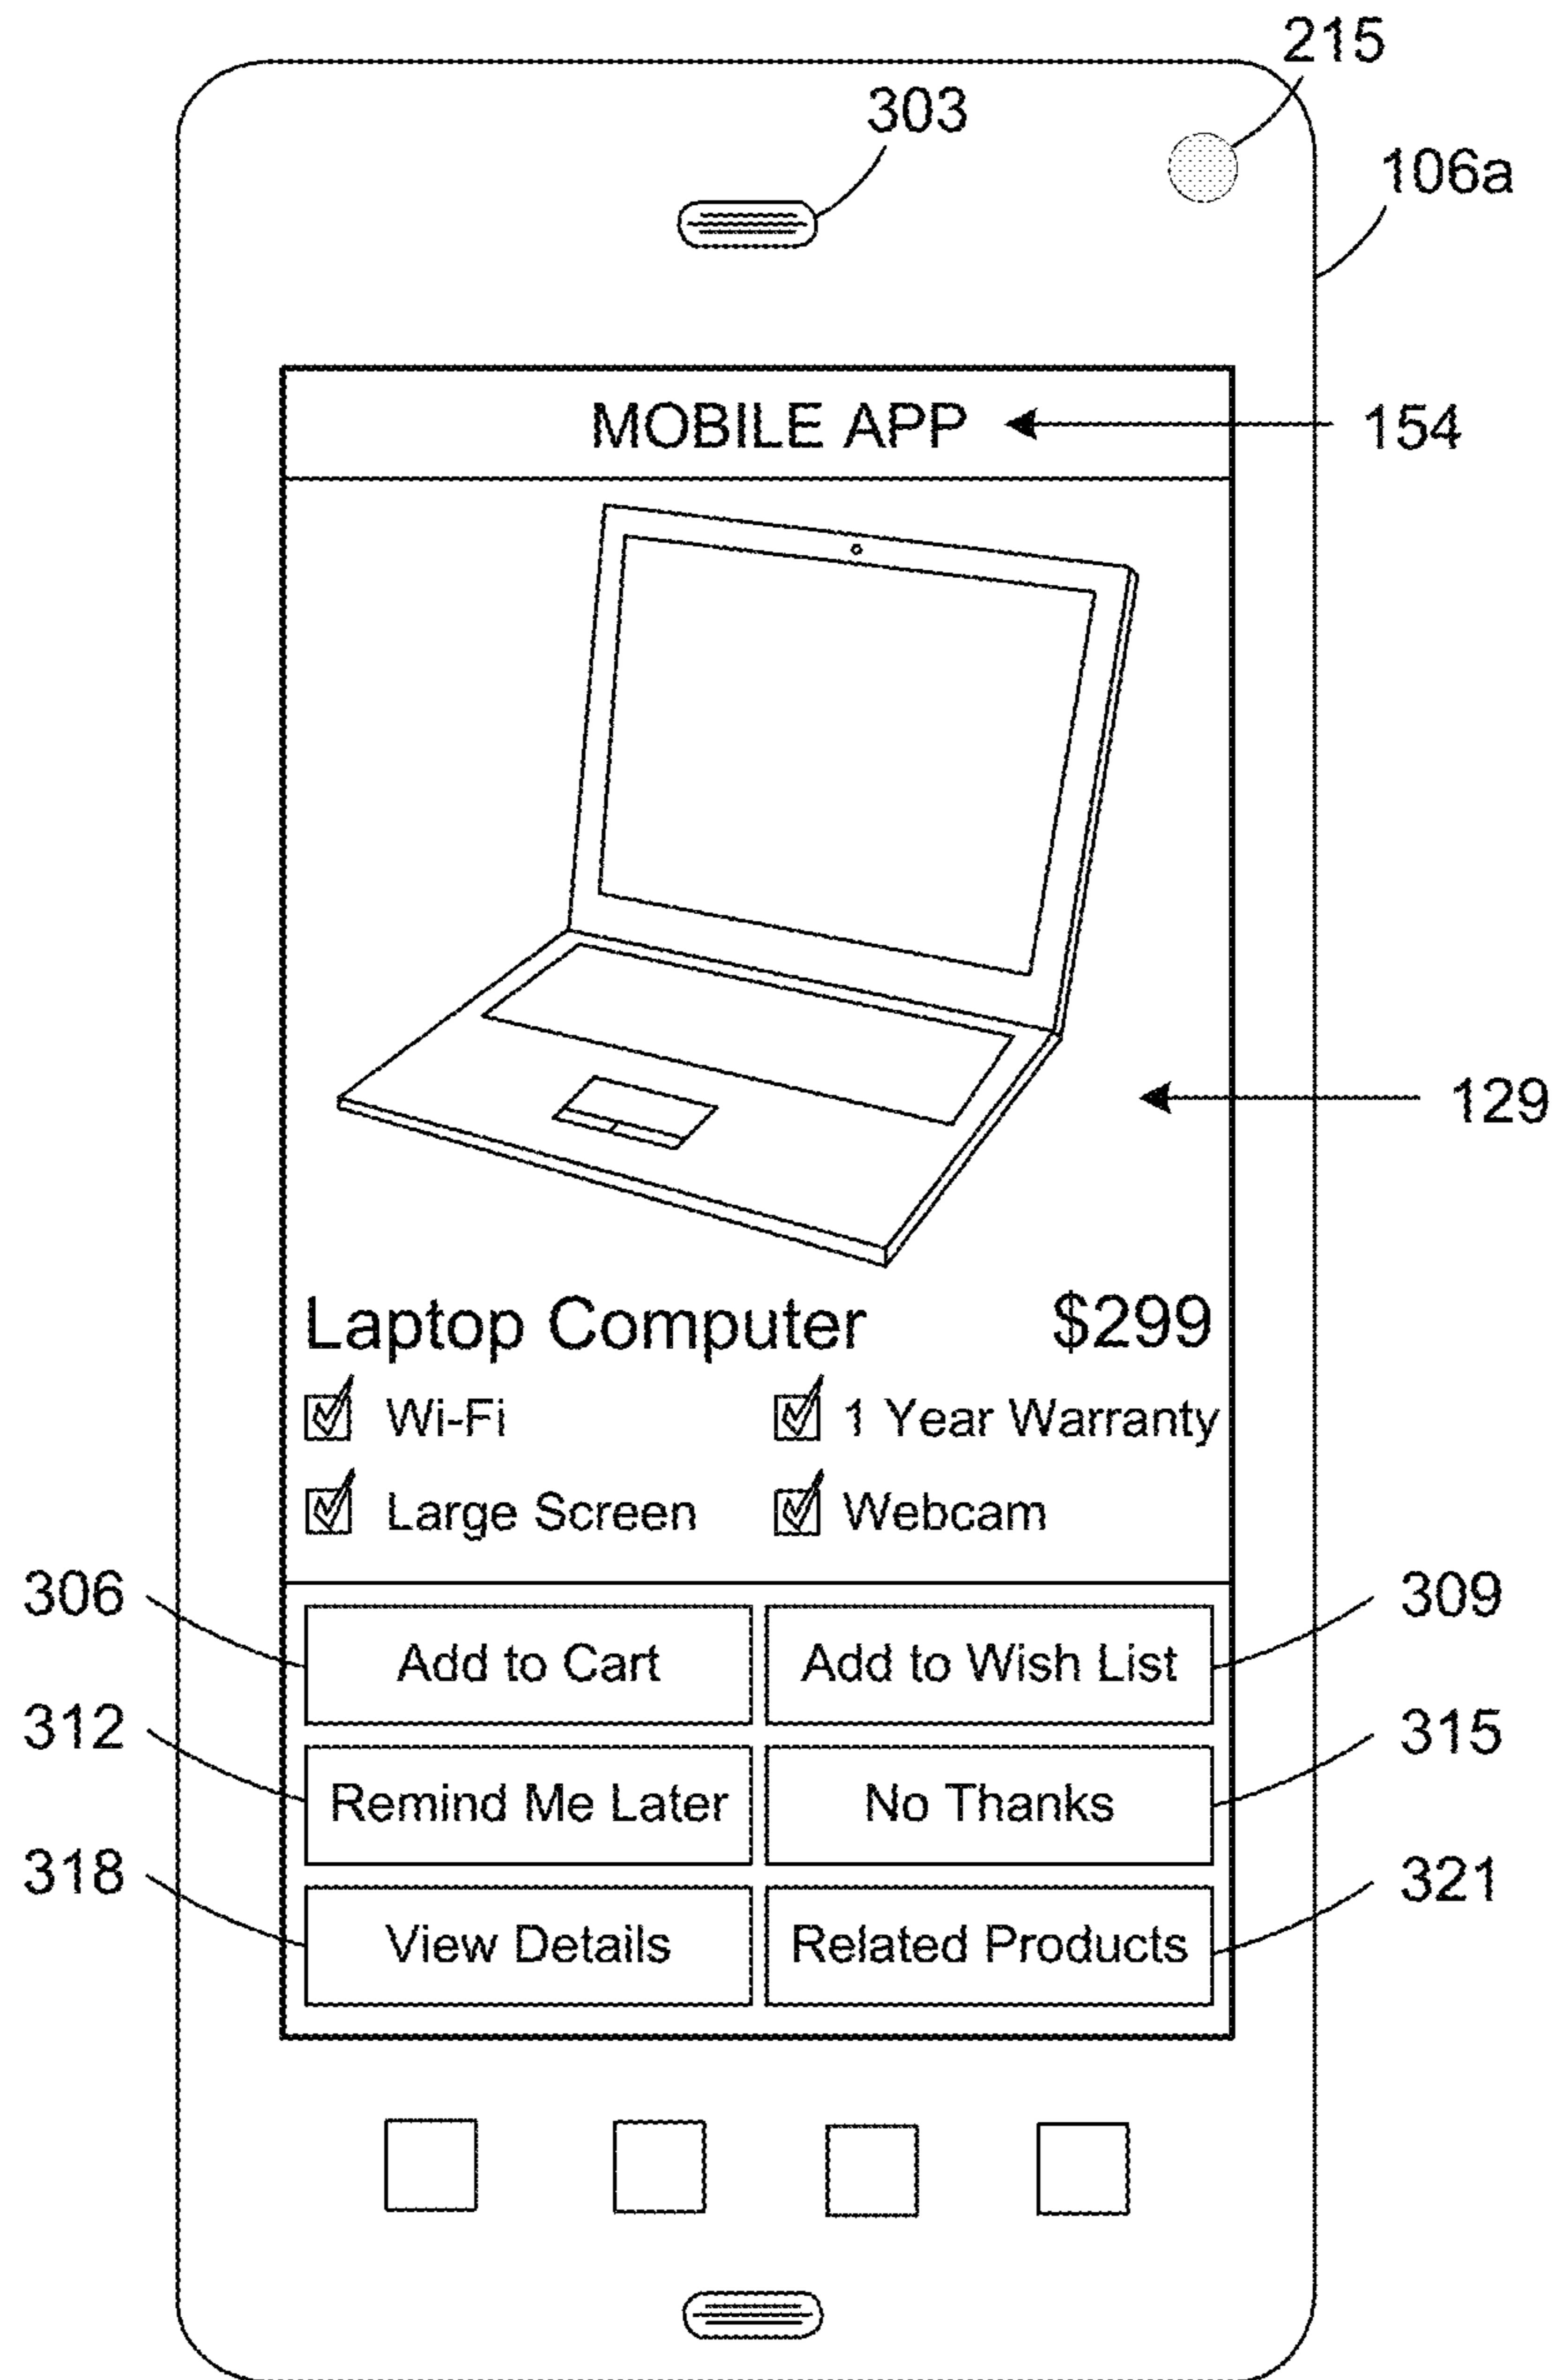 215
303
106a
MOBILE APP 154
129
Laptop Computer $299
Wi-Fi 1 Year Warranty
Large Screen Webcam
306 309
Add to Cart Add to Wish List
312 315
Remind Me Later No Thanks
318 321
View Details Related Products